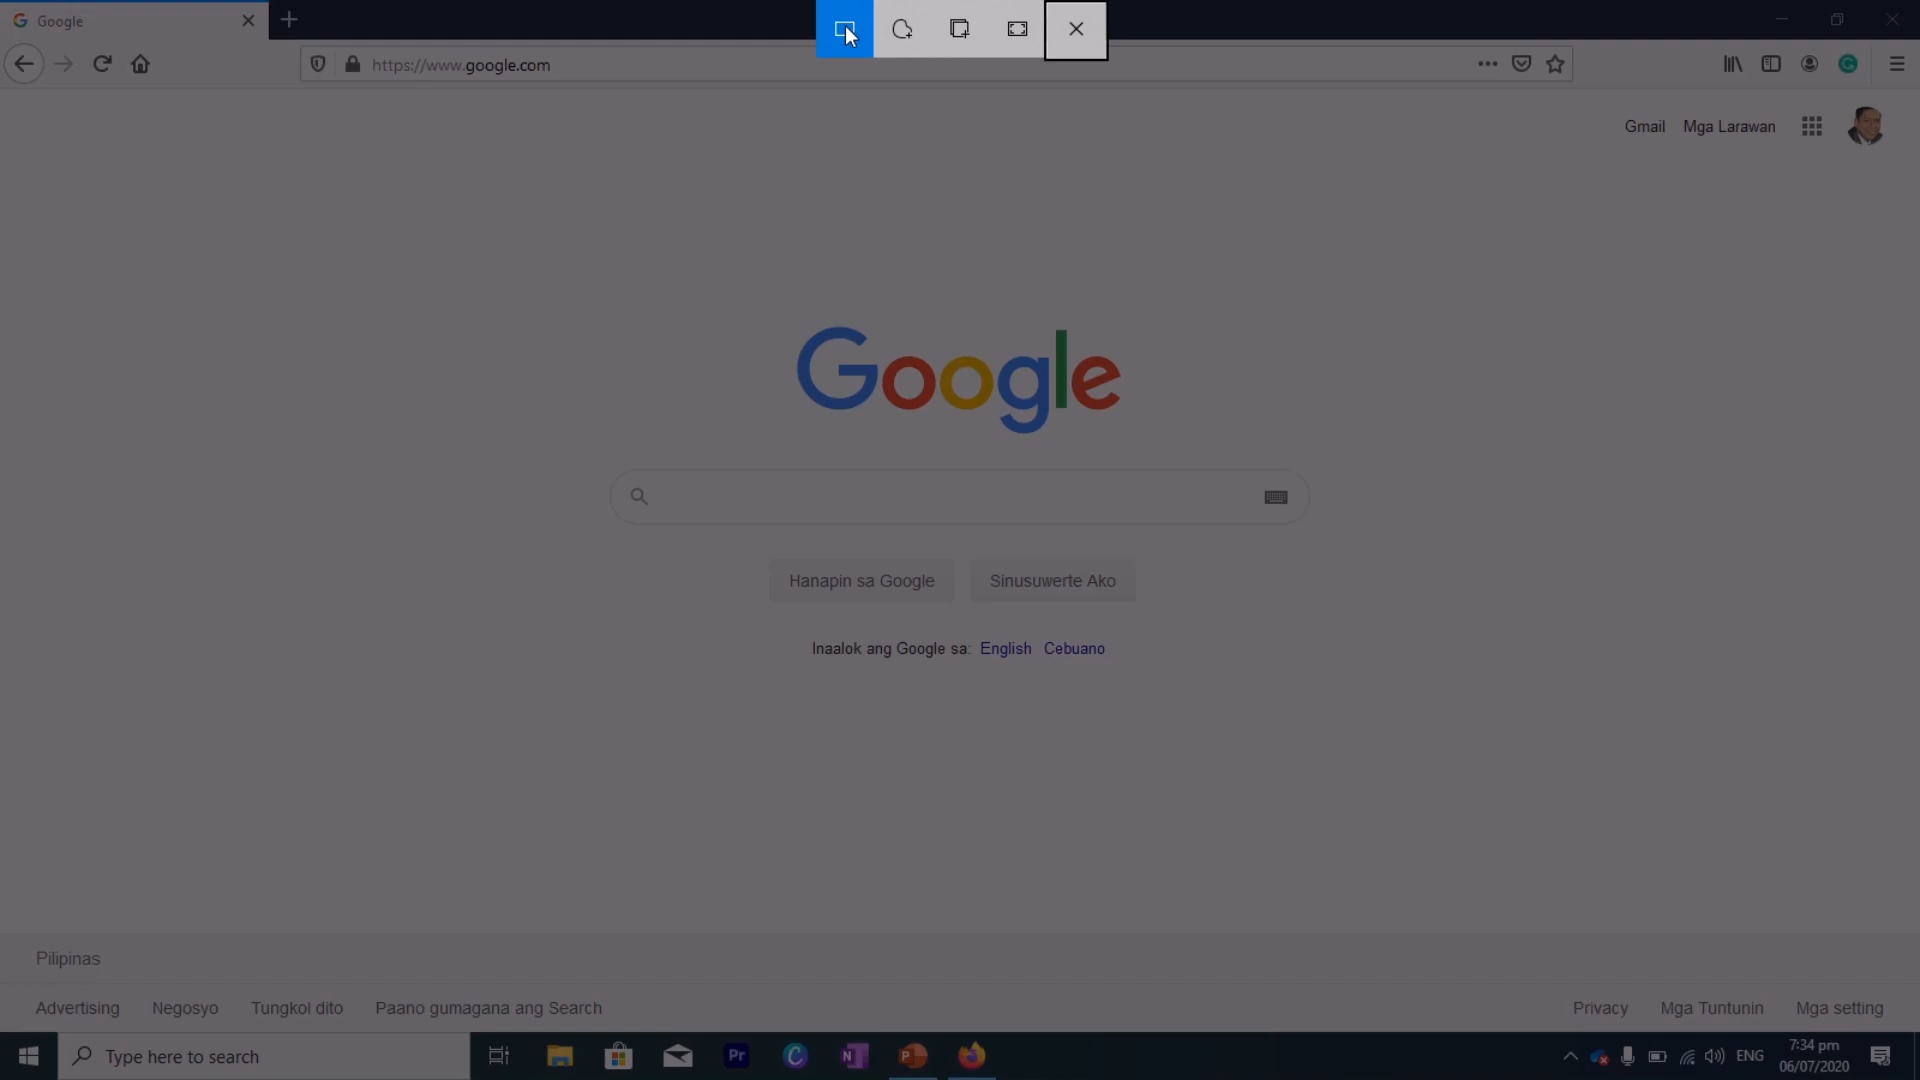 Google
https://www.google.com
Gmail Mga Larawan
Google
Hanapin sa Google Sinusuwerte Ako
Inaalok ang Google sa: English Cebuano
Pilipinas
Advertising Negosyo Tungkol dito Paano gumagana ang Search Privacy Mga Tuntunin Mga setting
Type here to search Pr C N P ENG 7:34 pm
06/07/2020